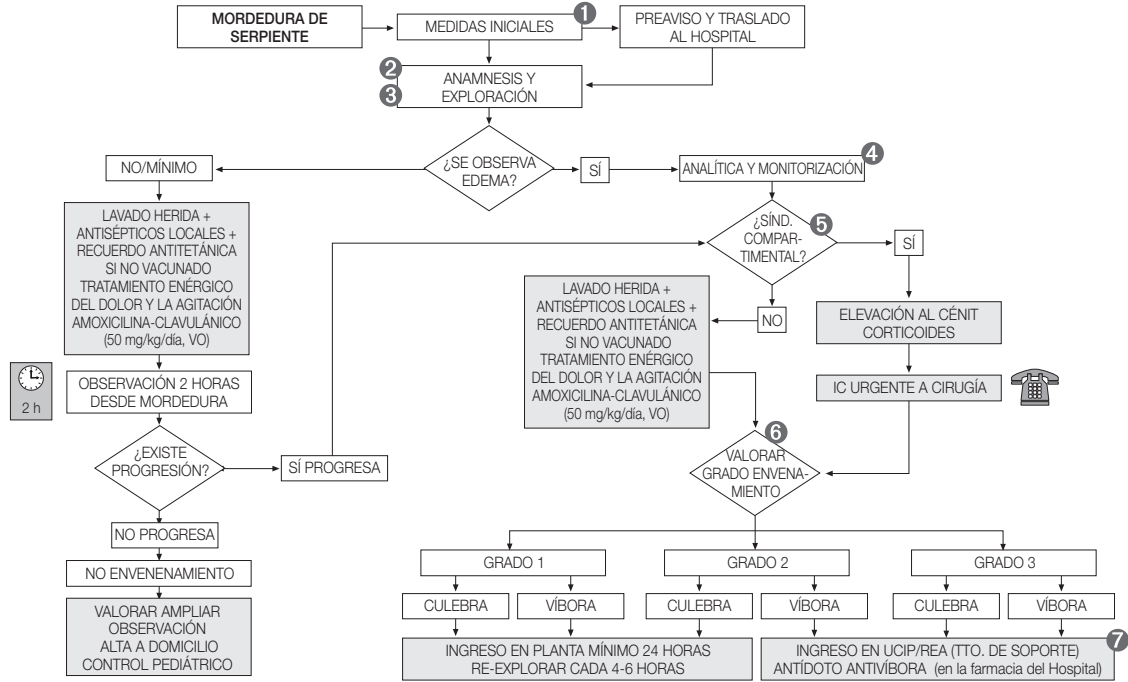 MORDEDURA DE
SERPIENTE
MEDIDAS INICIALES
1
PREAVISO Y TRASLADO
AL HOSPITAL
2
3
ANAMNESIS Y
EXPLORACIÓN
¿SE OBSERVA
EDEMA?
NO/MÍNIMO
SÍ
ANALÍTICA Y MONITORIZACIÓN
4
LAVADO HERIDA +
ANTISÉPTICOS LOCALES +
RECUERDO ANTITETÁNICA
SI NO VACUNADO
TRATAMIENTO ENÉRGICO
DEL DOLOR Y LA AGITACIÓN
AMOXICILINA-CLAVULÁNICO
(50 mg/kg/día, VO)
¿SÍND.
COMPAR-
TIMENTAL?
5
SÍ
NO
LAVADO HERIDA +
ANTISÉPTICOS LOCALES +
RECUERDO ANTITETÁNICA
SI NO VACUNADO
TRATAMIENTO ENÉRGICO
DEL DOLOR Y LA AGITACIÓN
AMOXICILINA-CLAVULÁNICO
(50 mg/kg/día, VO)
ELEVACIÓN AL CÉNIT
CORTICOIDES
IC URGENTE A CIRUGÍA
2 h
OBSERVACIÓN 2 HORAS
DESDE MORDEDURA
¿EXISTE
PROGRESIÓN?
SÍ PROGRESA
6
VALORAR
GRADO ENVENA-
MIENTO
NO PROGRESA
NO ENVENENAMIENTO
VALORAR AMPLIAR
OBSERVACIÓN
ALTA A DOMICILIO
CONTROL PEDIÁTRICO
GRADO 1
GRADO 2
GRADO 3
CULEBRA
VÍBORA
CULEBRA
VÍBORA
CULEBRA
VÍBORA
INGRESO EN PLANTA MÍNIMO 24 HORAS
RE-EXPLORAR CADA 4-6 HORAS
INGRESO EN UCIP/REA (TTO. DE SOPORTE)
ANTÍDOTO ANTIVÍBORA (en la farmacia del Hospital)
7